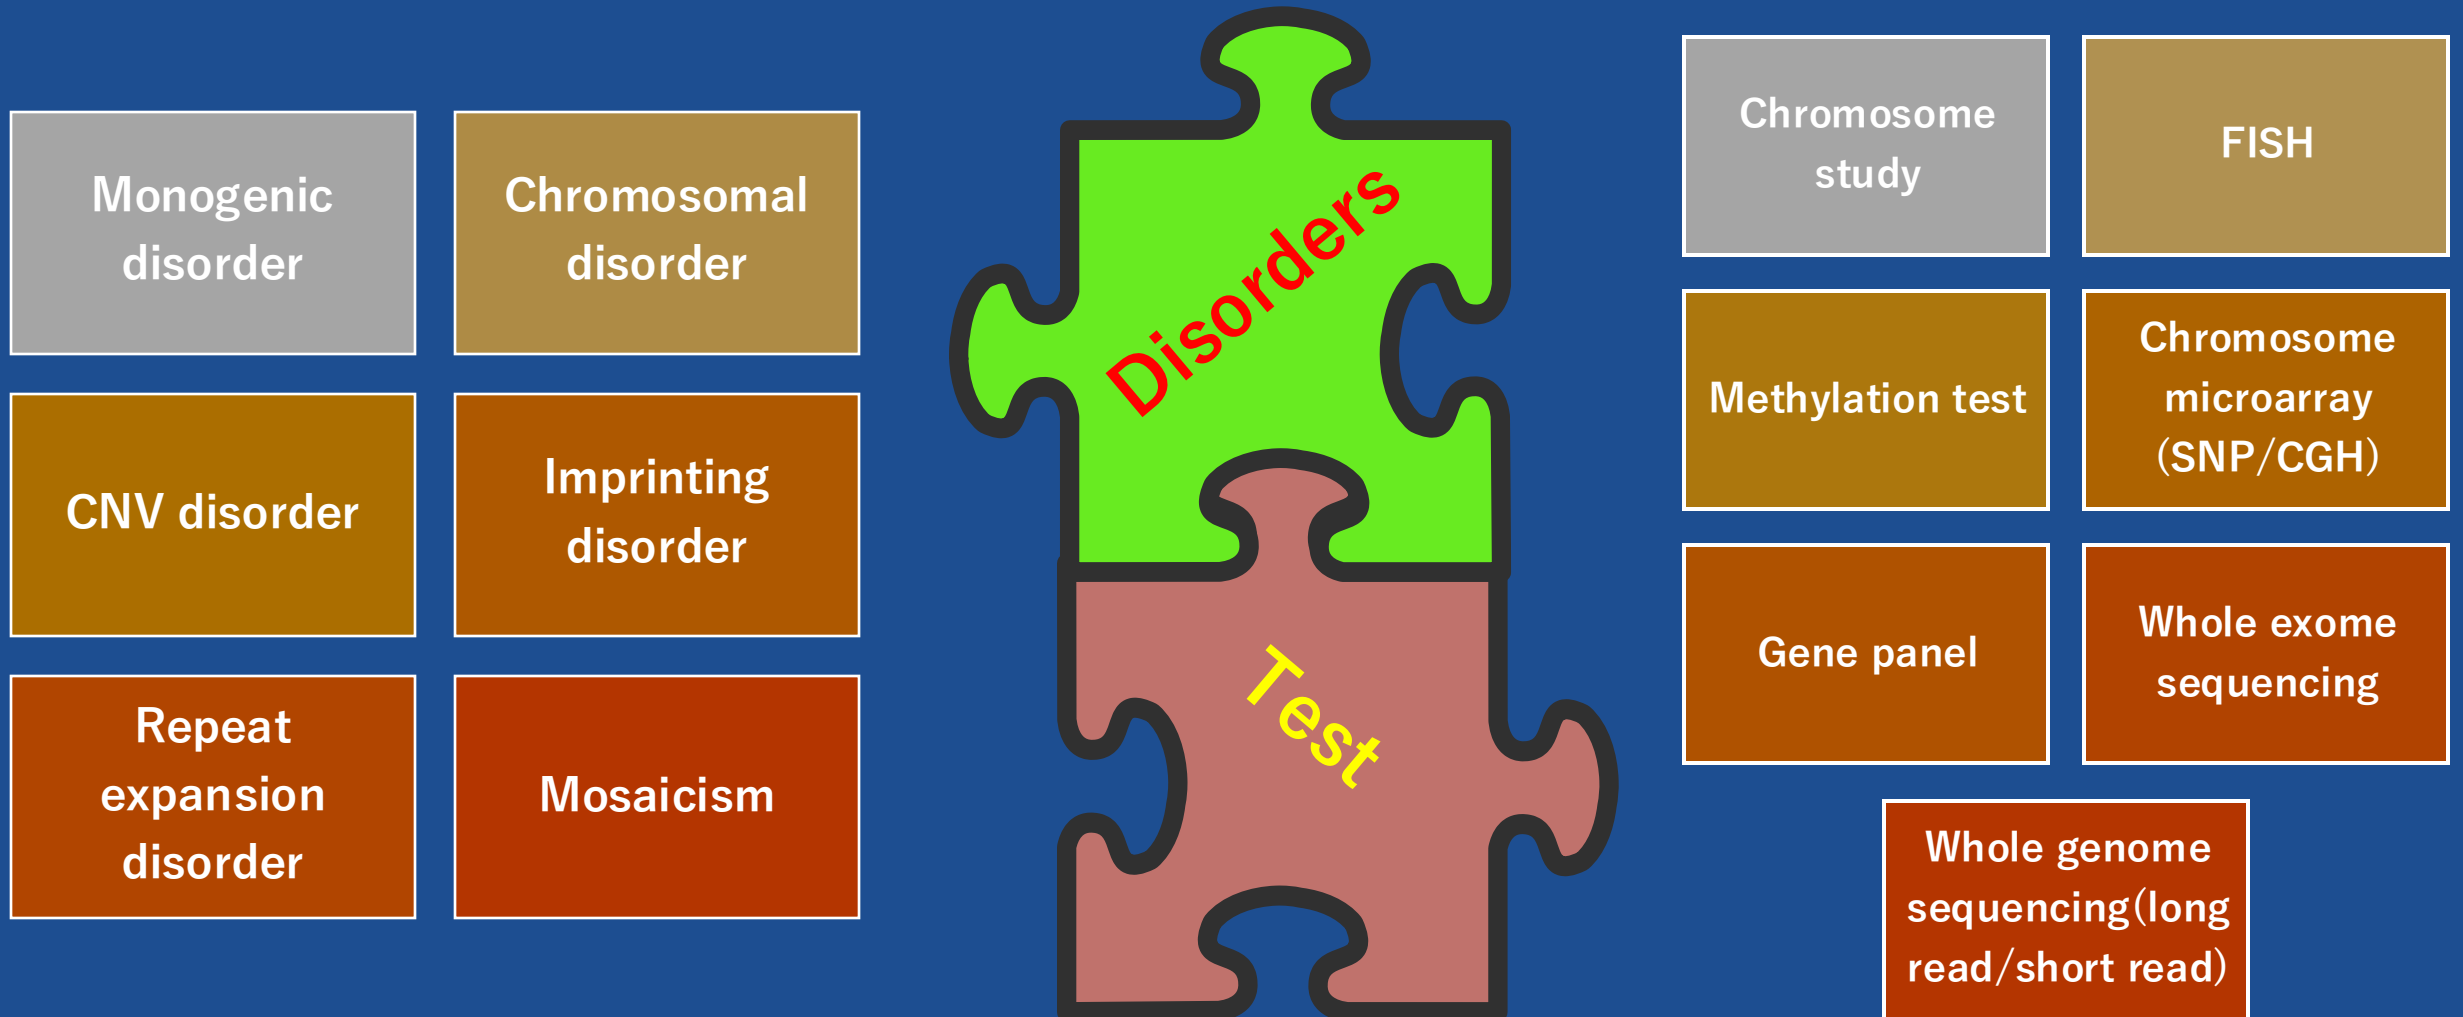 Monogenic
disorder
Chromosomal
disorder
CNV disorder
Imprinting
disorder
Repeat
expansion
disorder
Mosaicism
Disorders
Test
Chromosome
study
FISH
Methylation test
Chromosome
microarray
(SNP/CGH)
Gene panel
Whole exome
sequencing
Whole genome
sequencing(long
read/short read)